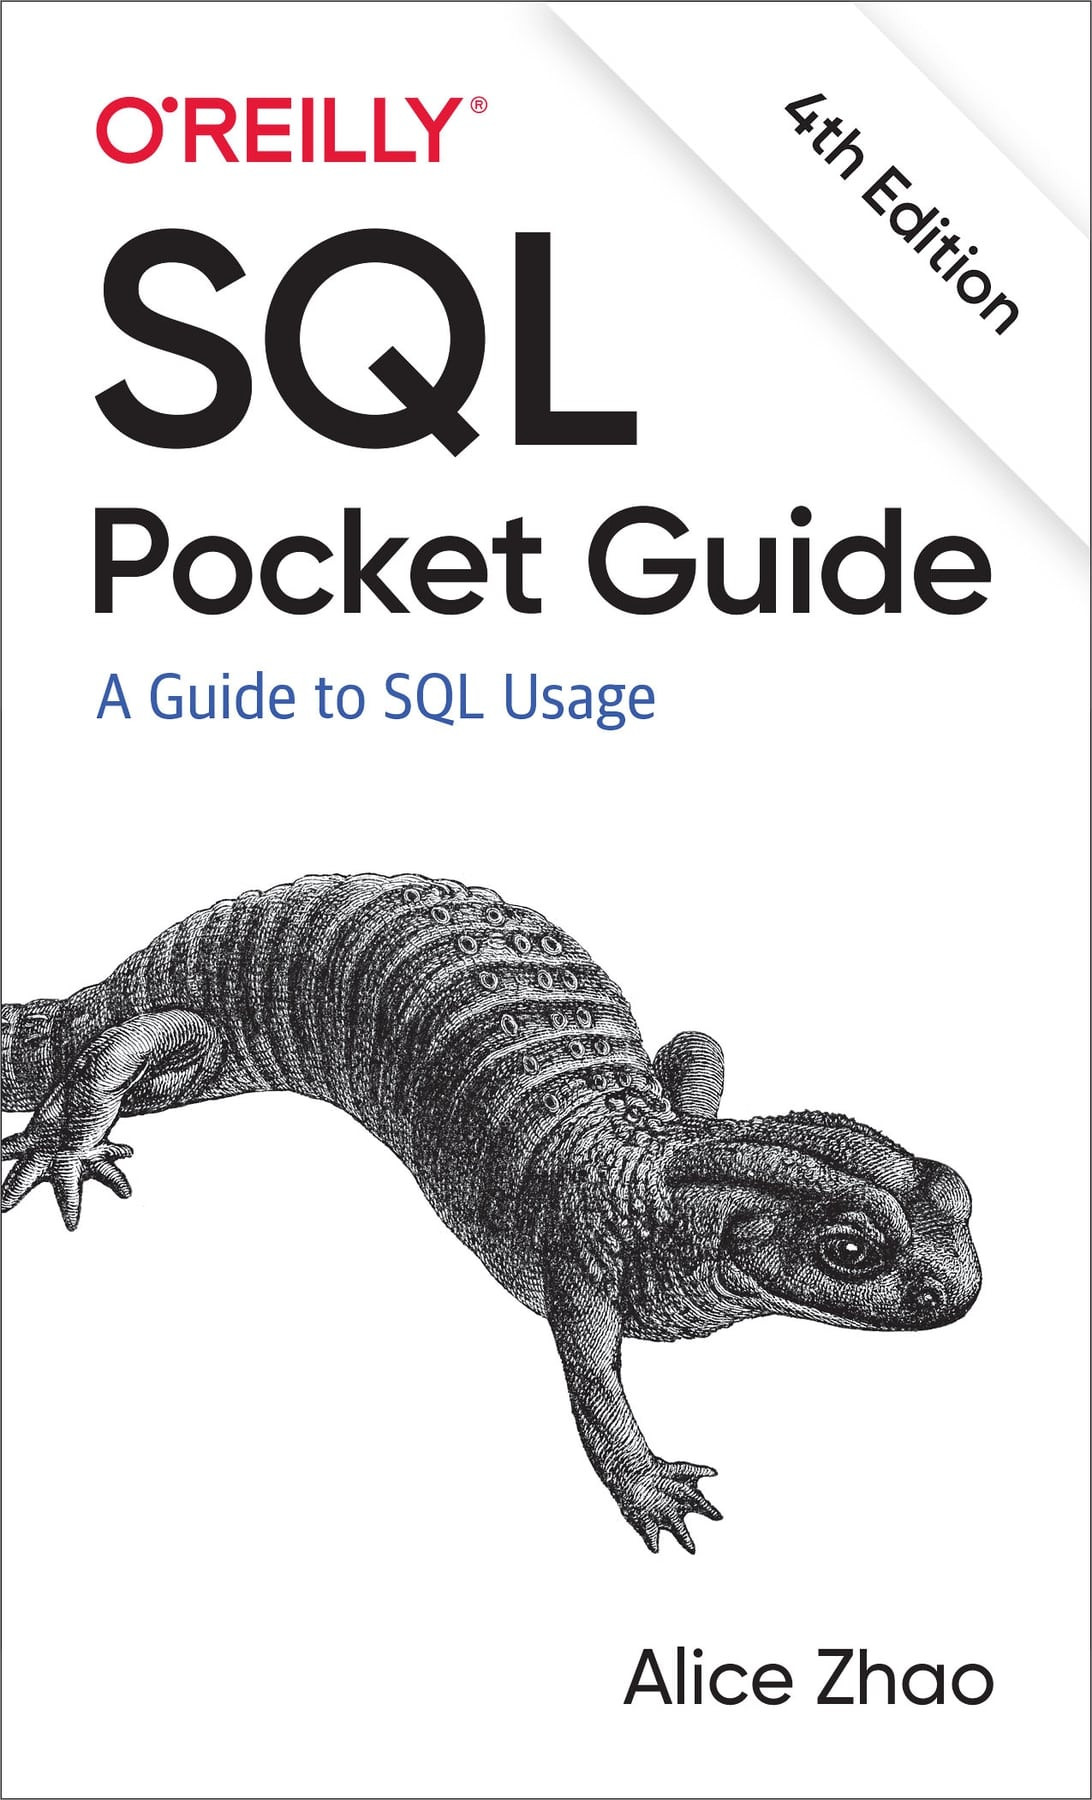 O'REILLY®
4th Edition
SQL
Pocket Guide
A Guide to SQL Usage
Alice Zhao